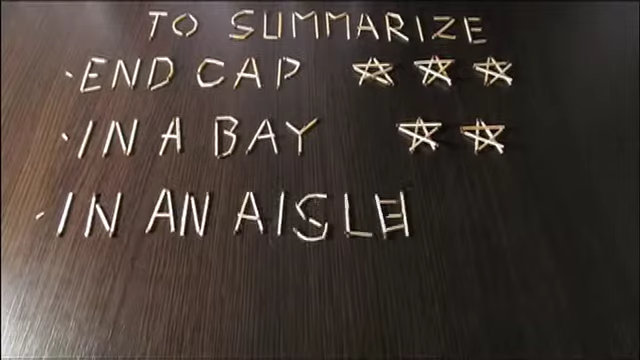 TO SUMMARIZE
· END CAP ☆ ☆ ☆
· IN A BAY ☆ ☆
· IN AN AISLE